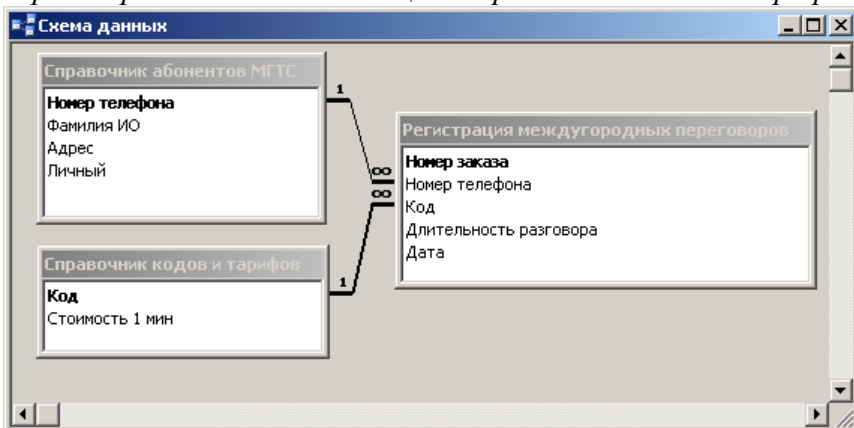 Схема данных
Справочник абонентов МГТС
Номер телефона
Фамилия ИО
Адрес
Личный
1
∞
∞
1
Регистрация междугородных переговоров
Номер заказа
Номер телефона
Код
Длительность разговора
Дата
Справочник кодов и тарифов
Код
Стоимость 1 мин